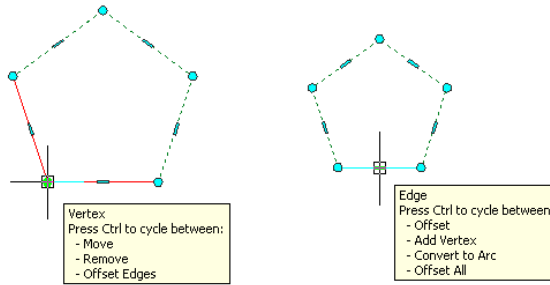 Vertex
Press Ctrl to cycle between:
- Move
- Remove
- Offset Edges
Edge
Press Ctrl to cycle between:
- Offset
- Add Vertex
- Convert to Arc
- Offset All